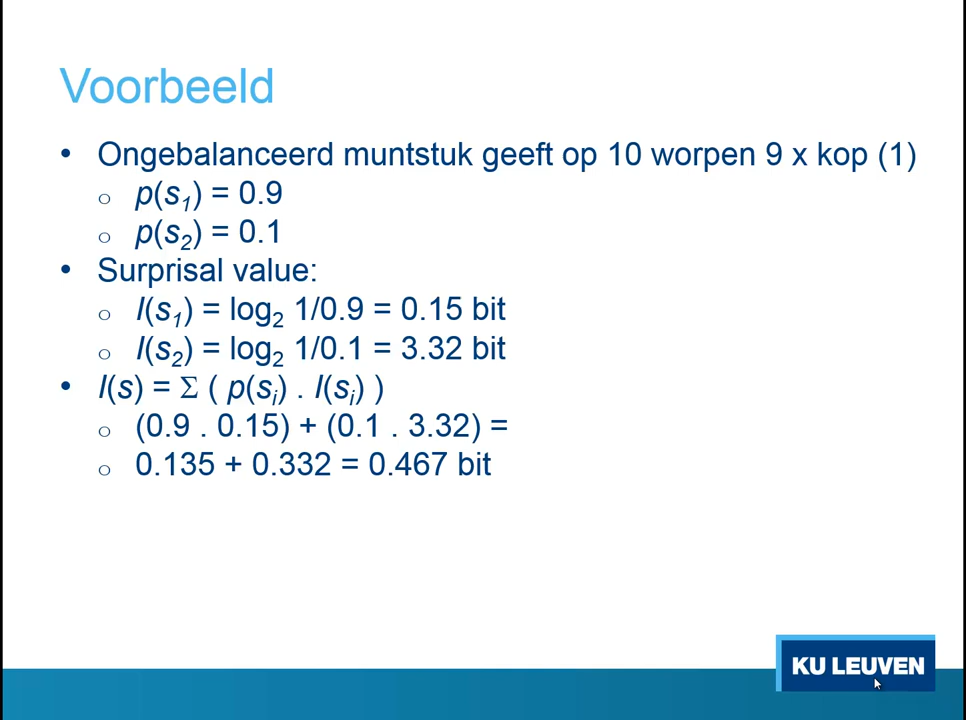 Voorbeeld
• Ongebalanceerd muntstuk geeft op 10 worpen 9 x kop (1)
○ p(s₁) = 0.9
○ p(s₂) = 0.1
• Surprisal value:
○ I(s₁) = log₂ 1/0.9 = 0.15 bit
○ I(s₂) = log₂ 1/0.1 = 3.32 bit
• I(s) = Σ ( p(sᵢ) . I(sᵢ) )
○ (0.9 . 0.15) + (0.1 . 3.32) =
○ 0.135 + 0.332 = 0.467 bit
KU LEUVEN